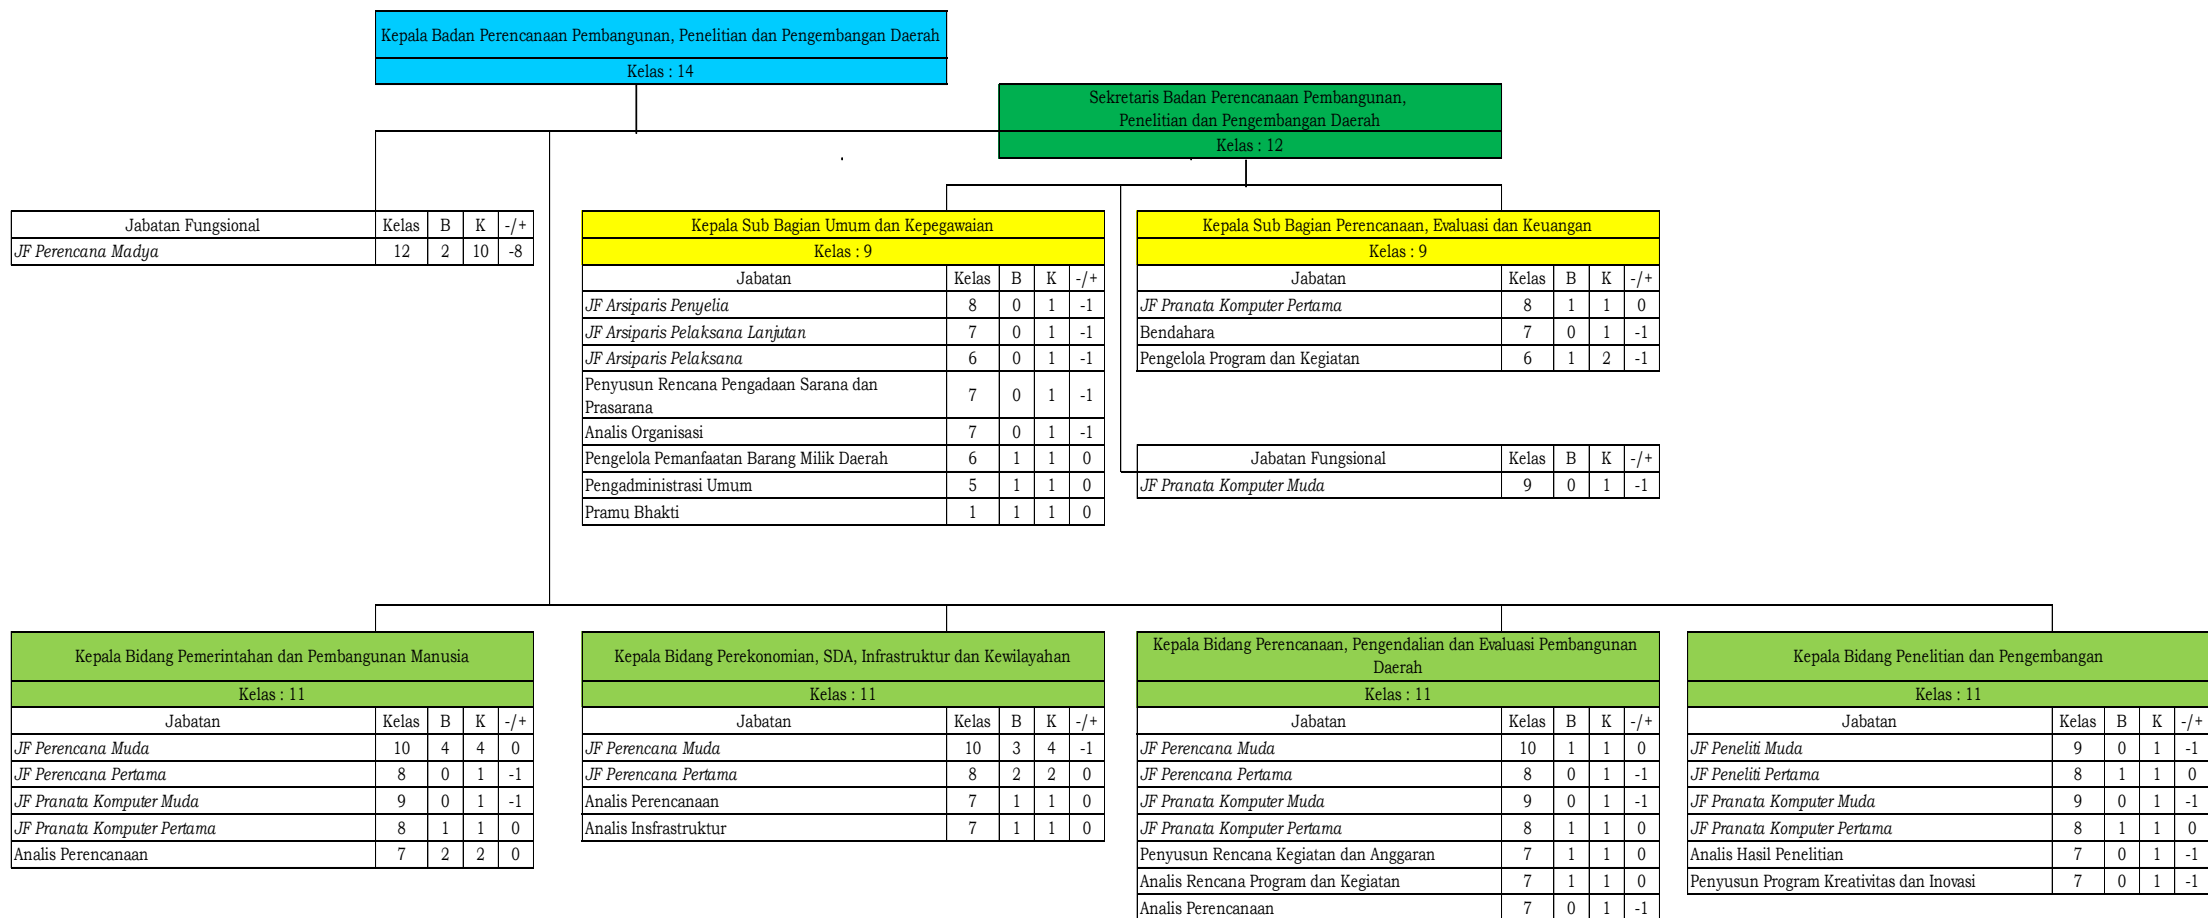 Kepala Badan Perencanaan Pembangunan, Penelitian dan Pengembangan Daerah
Kelas : 14
Sekretaris Badan Perencanaan Pembangunan,
Penelitian dan Pengembangan Daerah
Kelas : 12
Jabatan Fungsional Kelas B K -/+
JF Perencana Madya 12 2 10 -8
Kepala Sub Bagian Umum dan Kepegawaian
Kelas : 9
Jabatan Kelas B K -/+
JF Arsiparis Penyelia 8 0 1 -1
JF Arsiparis Pelaksana Lanjutan 7 0 1 -1
JF Arsiparis Pelaksana 6 0 1 -1
Penyusun Rencana Pengadaan Sarana dan
Prasarana 7 0 1 -1
Analis Organisasi 7 0 1 -1
Pengelola Pemanfaatan Barang Milik Daerah 6 1 1 0
Pengadministrasi Umum 5 1 1 0
Pramu Bhakti 1 1 1 0
Kepala Sub Bagian Perencanaan, Evaluasi dan Keuangan
Kelas : 9
Jabatan Kelas B K -/+
JF Pranata Komputer Pertama 8 1 1 0
Bendahara 7 0 1 -1
Pengelola Program dan Kegiatan 6 1 2 -1
Jabatan Fungsional Kelas B K -/+
JF Pranata Komputer Muda 9 0 1 -1
Kepala Bidang Pemerintahan dan Pembangunan Manusia
Kelas : 11
Jabatan Kelas B K -/+
JF Perencana Muda 10 4 4 0
JF Perencana Pertama 8 0 1 -1
JF Pranata Komputer Muda 9 0 1 -1
JF Pranata Komputer Pertama 8 1 1 0
Analis Perencanaan 7 2 2 0
Kepala Bidang Perekonomian, SDA, Infrastruktur dan Kewilayahan
Kelas : 11
Jabatan Kelas B K -/+
JF Perencana Muda 10 3 4 -1
JF Perencana Pertama 8 2 2 0
Analis Perencanaan 7 1 1 0
Analis Insfrastruktur 7 1 1 0
Kepala Bidang Perencanaan, Pengendalian dan Evaluasi Pembangunan
Daerah
Kelas : 11
Jabatan Kelas B K -/+
JF Perencana Muda 10 1 1 0
JF Perencana Pertama 8 0 1 -1
JF Pranata Komputer Muda 9 0 1 -1
JF Pranata Komputer Pertama 8 1 1 0
Penyusun Rencana Kegiatan dan Anggaran 7 1 1 0
Analis Rencana Program dan Kegiatan 7 1 1 0
Analis Perencanaan 7 0 1 -1
Kepala Bidang Penelitian dan Pengembangan
Kelas : 11
Jabatan Kelas B K -/+
JF Peneliti Muda 9 0 1 -1
JF Peneliti Pertama 8 1 1 0
JF Pranata Komputer Muda 9 0 1 -1
JF Pranata Komputer Pertama 8 1 1 0
Analis Hasil Penelitian 7 0 1 -1
Penyusun Program Kreativitas dan Inovasi 7 0 1 -1